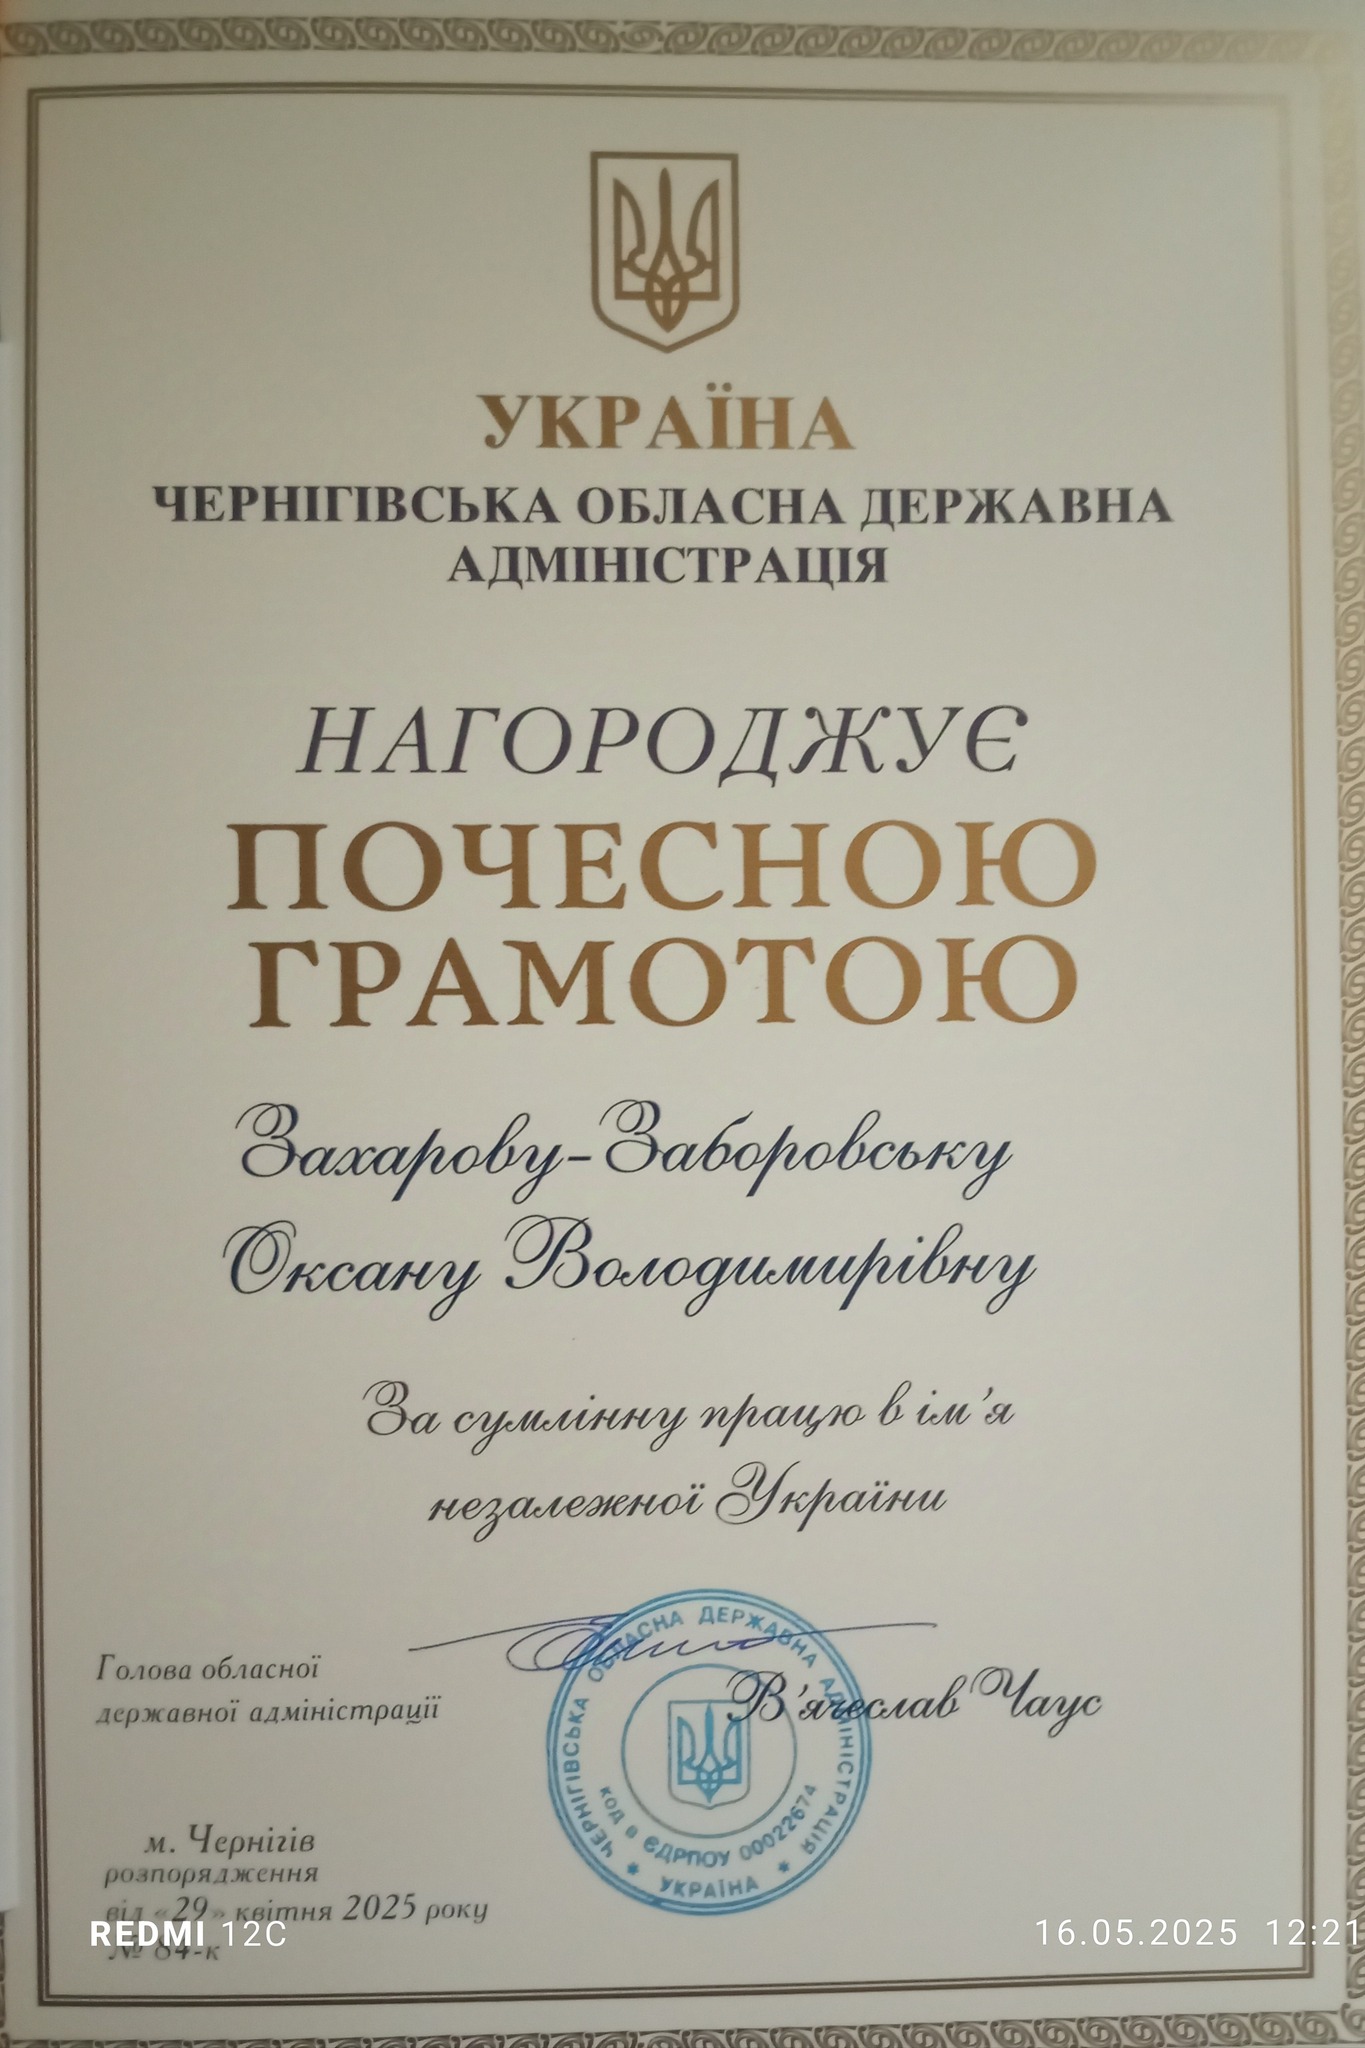 УКРАЇНА
ЧЕРНІГІВСЬКА ОБЛАСНА ДЕРЖАВНА
АДМІНІСТРАЦІЯ
НАГОРОДЖУЄ
ПОЧЕСНОЮ
ГРАМОТОЮ
Захарову-Заборовську
Оксану Володимирівну
За сумлінну працю в ім'я
незалежної України
Голова обласної
державної адміністрації
В'ячеслав Чаус
ЧЕРНІГІВСЬКА ОБЛАСНА ДЕРЖАВНА АДМІНІСТРАЦІЯ
код в ЄДРПОУ 00022674
* УКРАЇНА *
м. Чернігів
розпорядження
від «29» квітня 2025 року
№ 84-к
REDMI 12C
16.05.2025 12:21